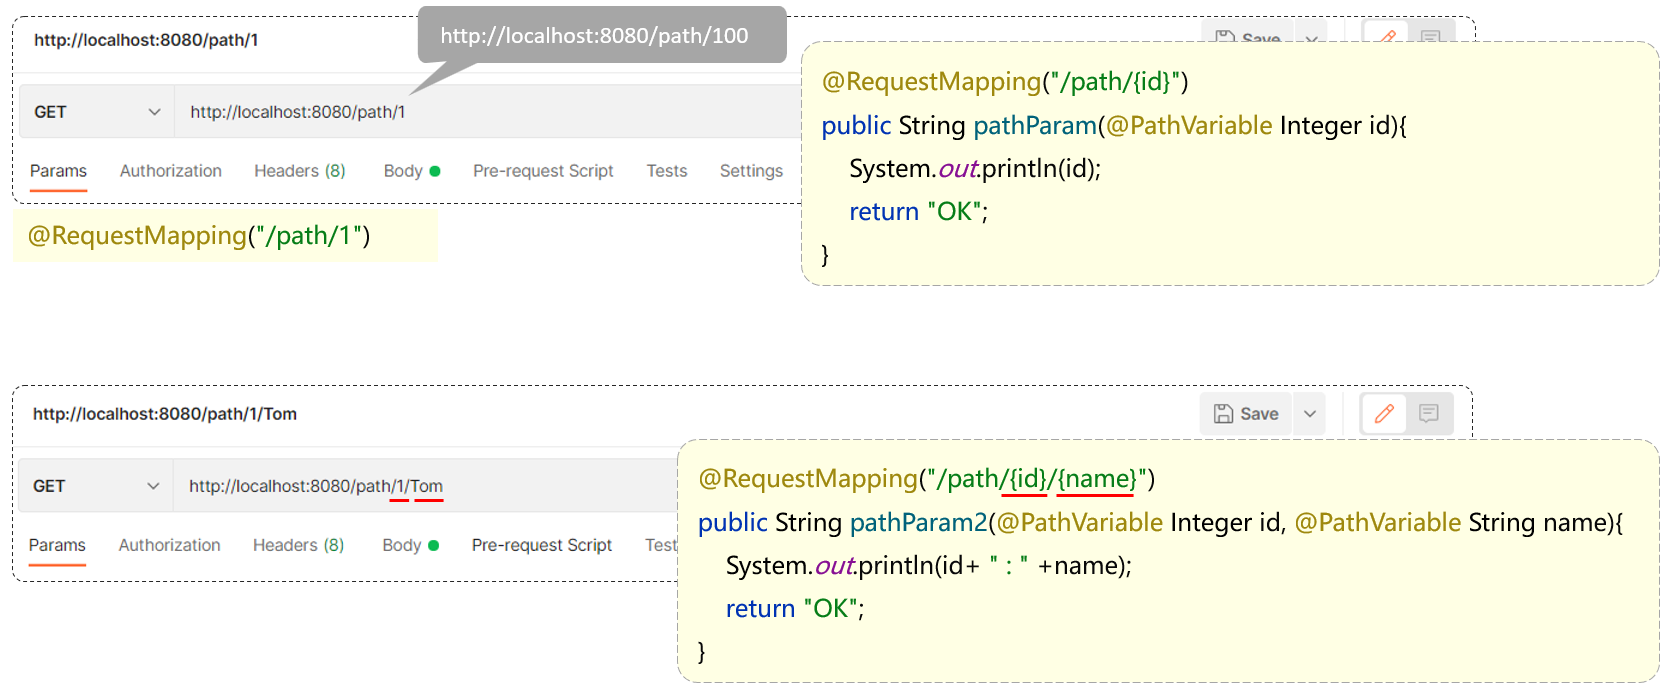 http://localhost:8080/path/1
http://localhost:8080/path/100
Save
GET
http://localhost:8080/path/1
Params Authorization Headers (8) Body Pre-request Script Tests Settings
@RequestMapping("/path/1")
@RequestMapping("/path/{id}")
public String pathParam(@PathVariable Integer id){
System.out.println(id);
return "OK";
}
http://localhost:8080/path/1/Tom
Save
GET
http://localhost:8080/path/1/Tom
Params Authorization Headers (8) Body Pre-request Script Test
@RequestMapping("/path/{id}/{name}")
public String pathParam2(@PathVariable Integer id, @PathVariable String name){
System.out.println(id+ " : " +name);
return "OK";
}